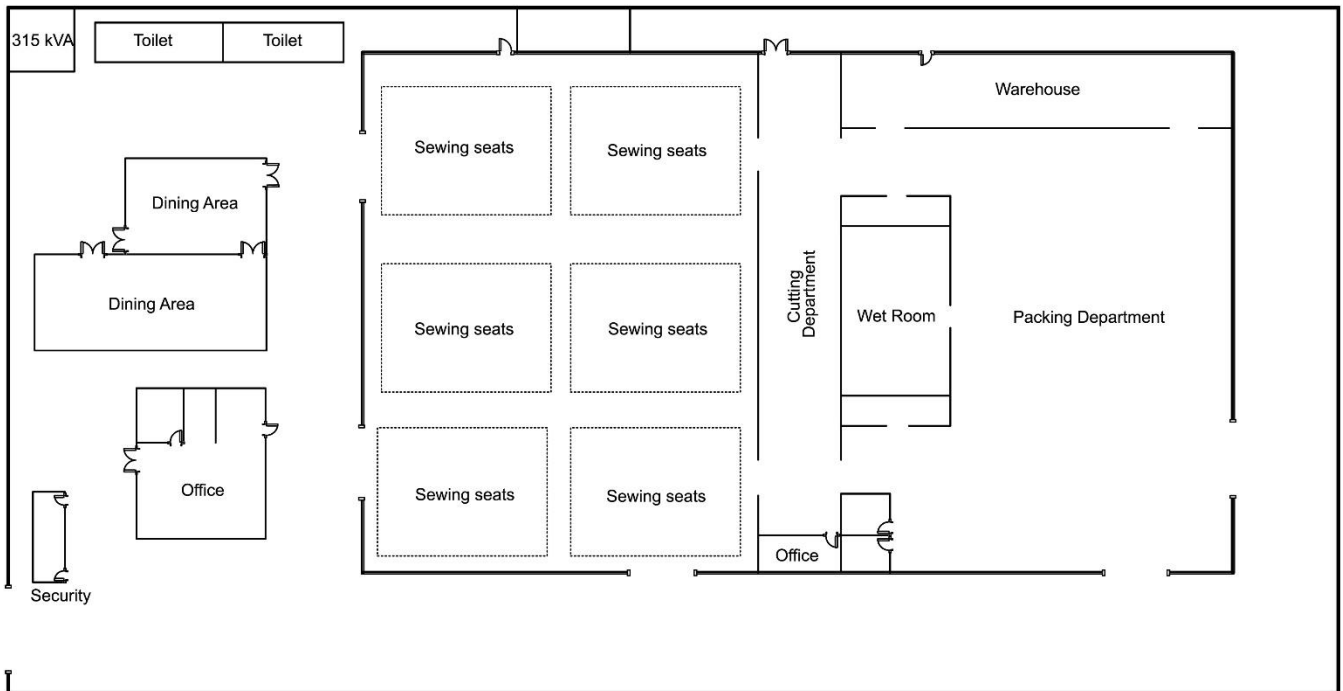 315 kVA
Toilet
Toilet
Warehouse
Sewing seats
Sewing seats
Dining Area
Dining Area
Cutting
Department
Sewing seats
Sewing seats
Wet Room
Packing Department
Office
Sewing seats
Sewing seats
Office
Security